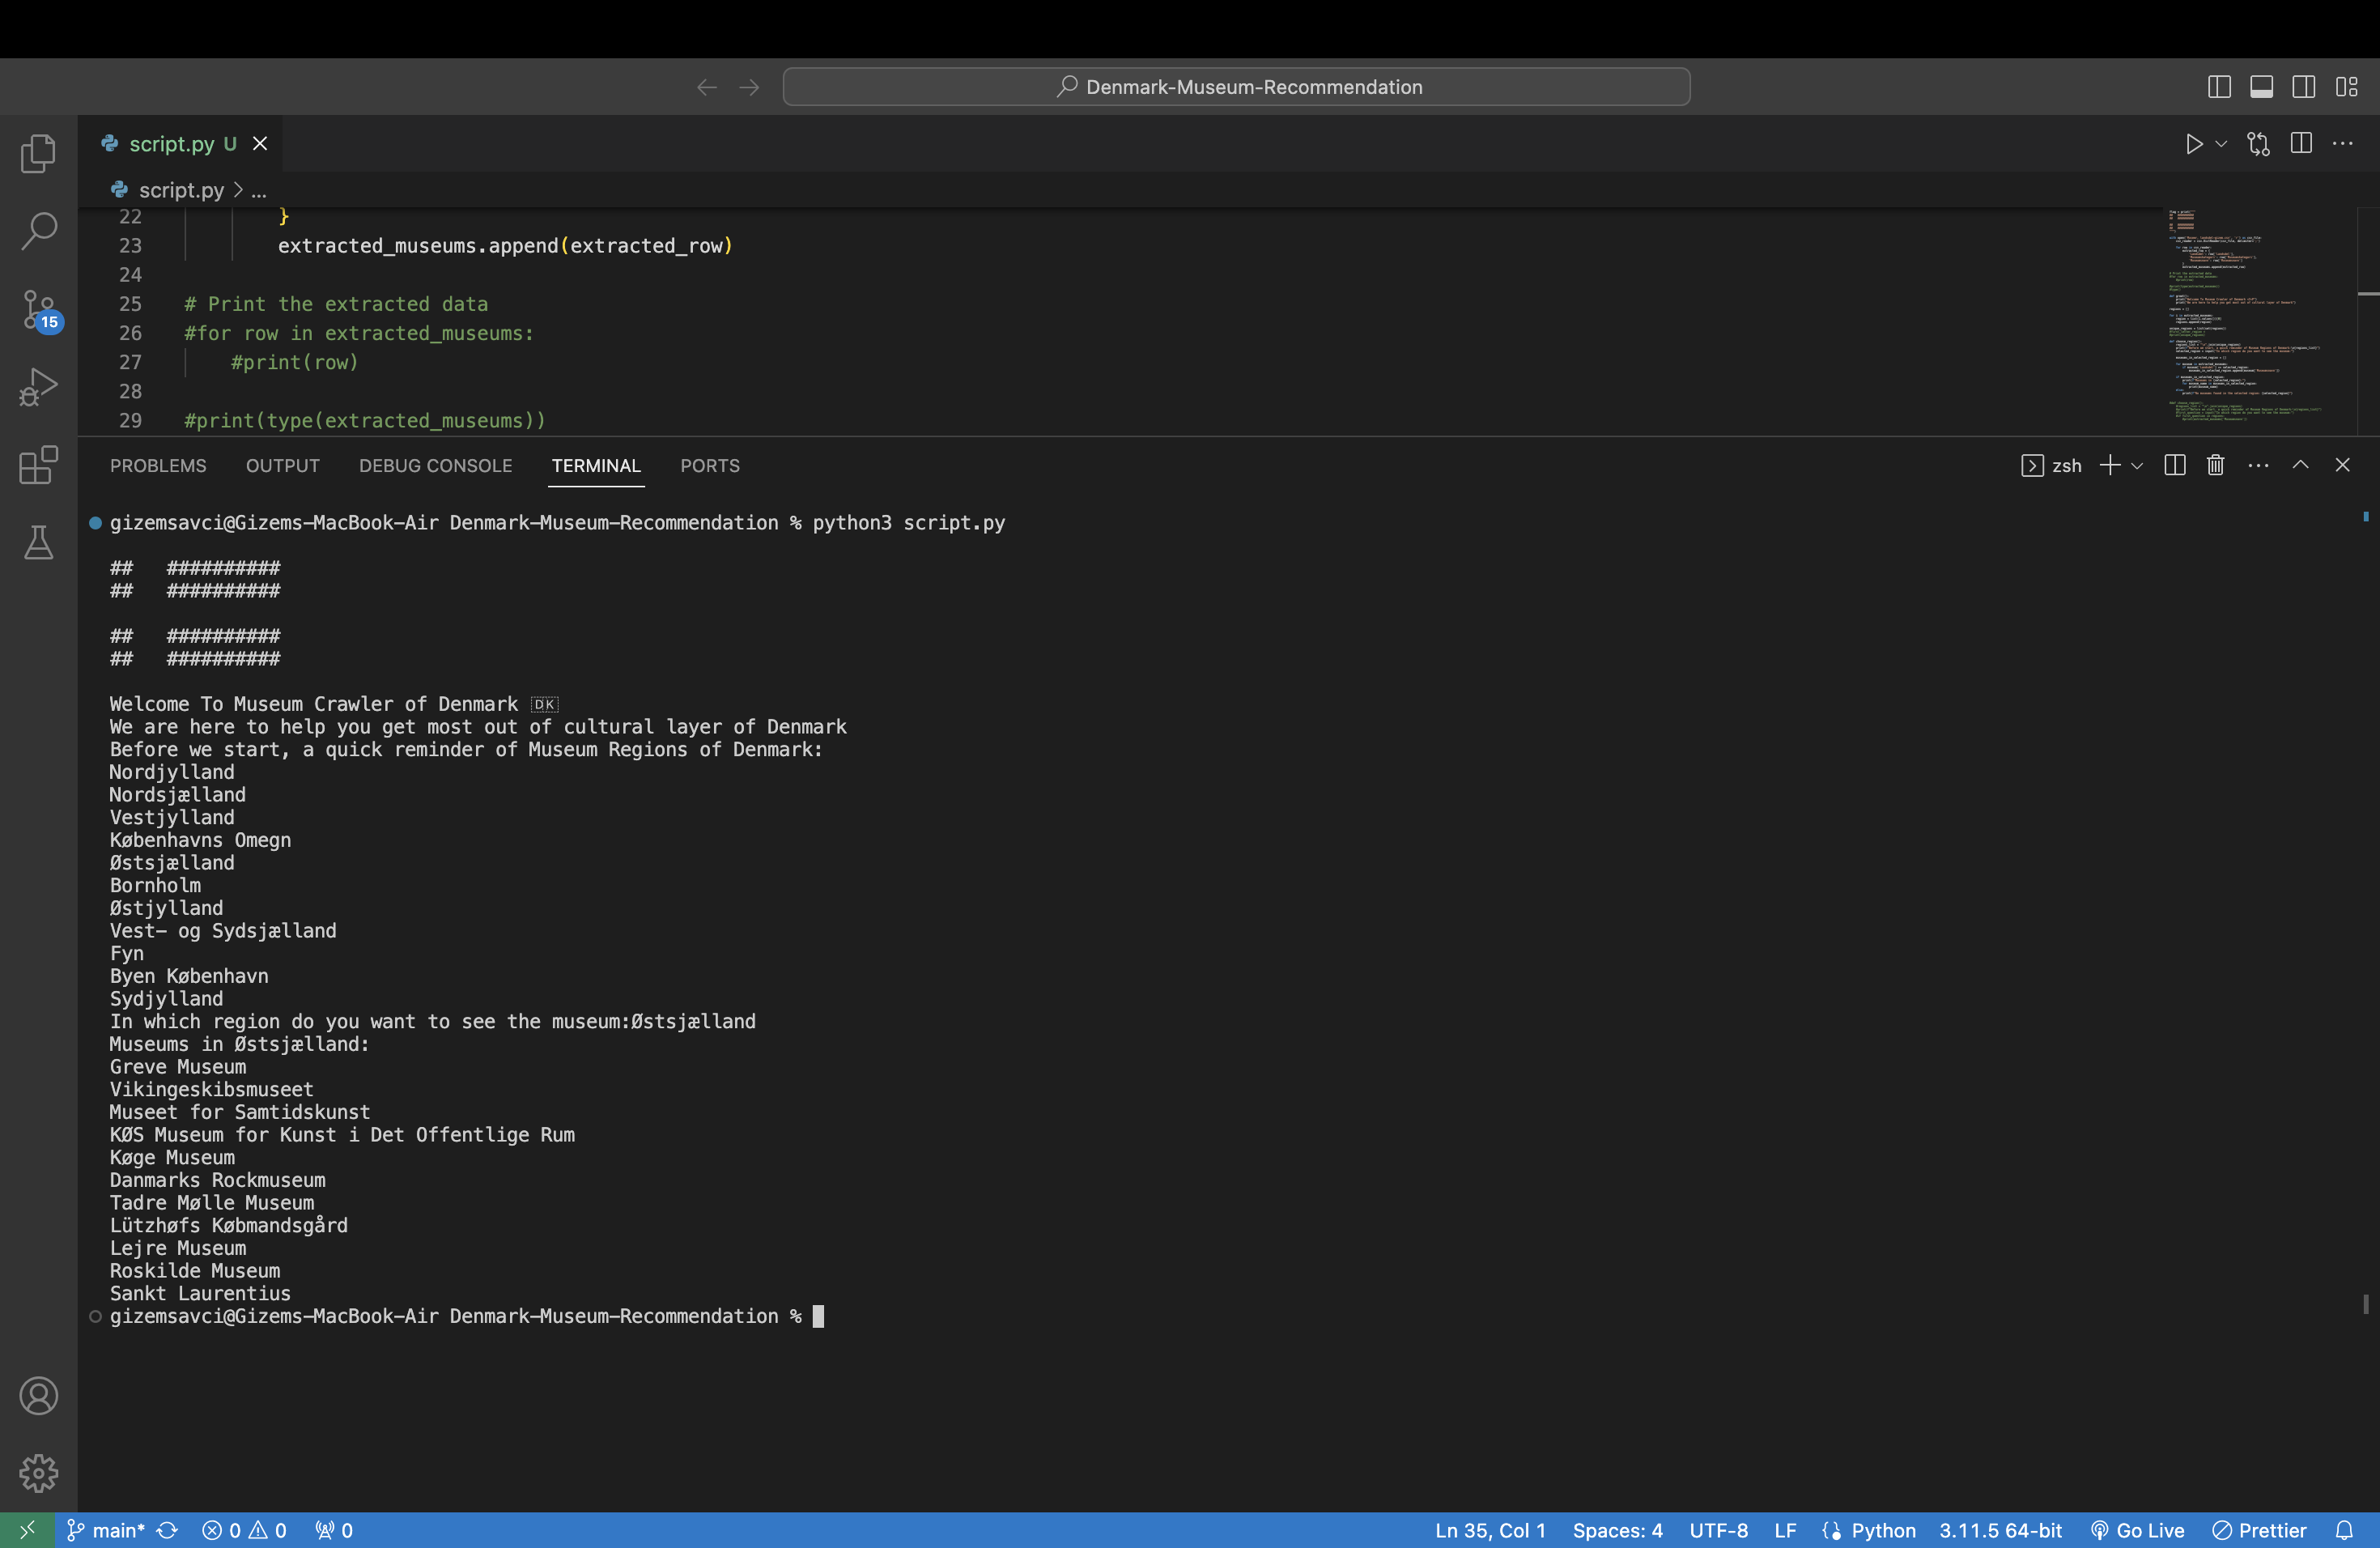 Denmark-Museum-Recommendation
script.py U
script.py > ...
22 }
23 extracted_museums.append(extracted_row)
24
25 # Print the extracted data
26 #for row in extracted_museums:
27 #print(row)
28
29 #print(type(extracted_museums))
15
PROBLEMS OUTPUT DEBUG CONSOLE TERMINAL PORTS
zsh
gizemsavci@Gizems-MacBook-Air Denmark-Museum-Recommendation % python3 script.py
## ##########
## ##########
## ##########
## ##########
Welcome To Museum Crawler of Denmark 🇩🇰
We are here to help you get most out of cultural layer of Denmark
Before we start, a quick reminder of Museum Regions of Denmark:
Nordjylland
Nordsjælland
Vestjylland
Københavns Omegn
Østsjælland
Bornholm
Østjylland
Vest- og Sydsjælland
Fyn
Byen København
Sydjylland
In which region do you want to see the museum:Østsjælland
Museums in Østsjælland:
Greve Museum
Vikingeskibsmuseet
Museet for Samtidskunst
KØS Museum for Kunst i Det Offentlige Rum
Køge Museum
Danmarks Rockmuseum
Tadre Mølle Museum
Lützhøfs Købmandsgård
Lejre Museum
Roskilde Museum
Sankt Laurentius
gizemsavci@Gizems-MacBook-Air Denmark-Museum-Recommendation %
main* 0 0 0 Ln 35, Col 1 Spaces: 4 UTF-8 LF Python 3.11.5 64-bit Go Live Prettier